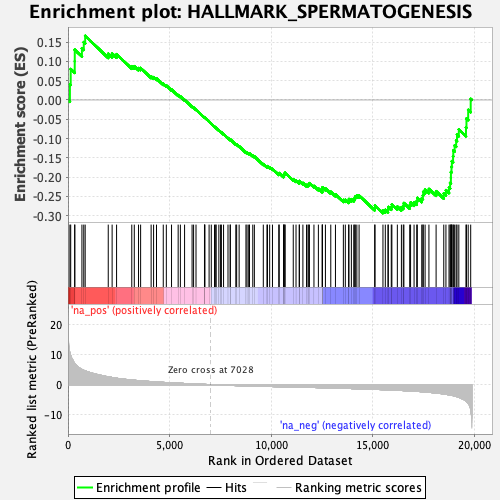 Enrichment plot: HALLMARK_SPERMATOGENESIS
Enrichment score (ES)
0.15
0.10
0.05
0.00
-0.05
-0.10
-0.15
-0.20
-0.25
-0.30
'na_pos' (positively correlated)
Ranked list metric (PreRanked)
20
10
0
-10
Zero cross at 7028
'na_neg' (negatively correlated)
0
5,000
10,000
15,000
20,000
Rank in Ordered Dataset
Enrichment profile
Hits
Ranking metric scores